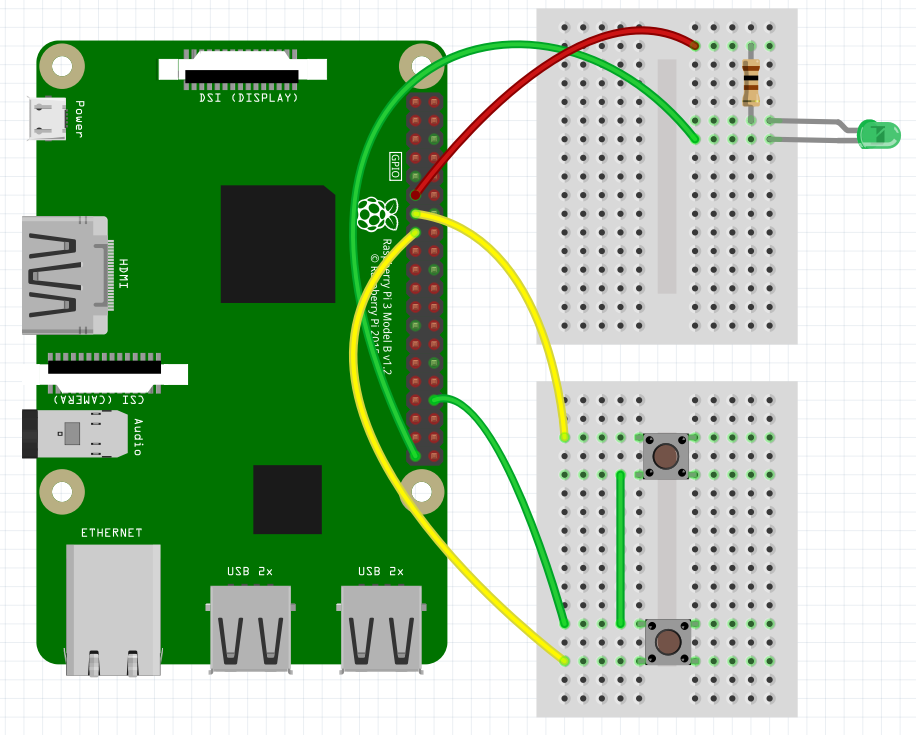 DSI (DISPLAY)
Power
GPIO
HDMI
Raspberry Pi 3 Model B v1.2
© Raspberry Pi
CSI (CAMERA)
Audio
ETHERNET
USB 2x
USB 2x